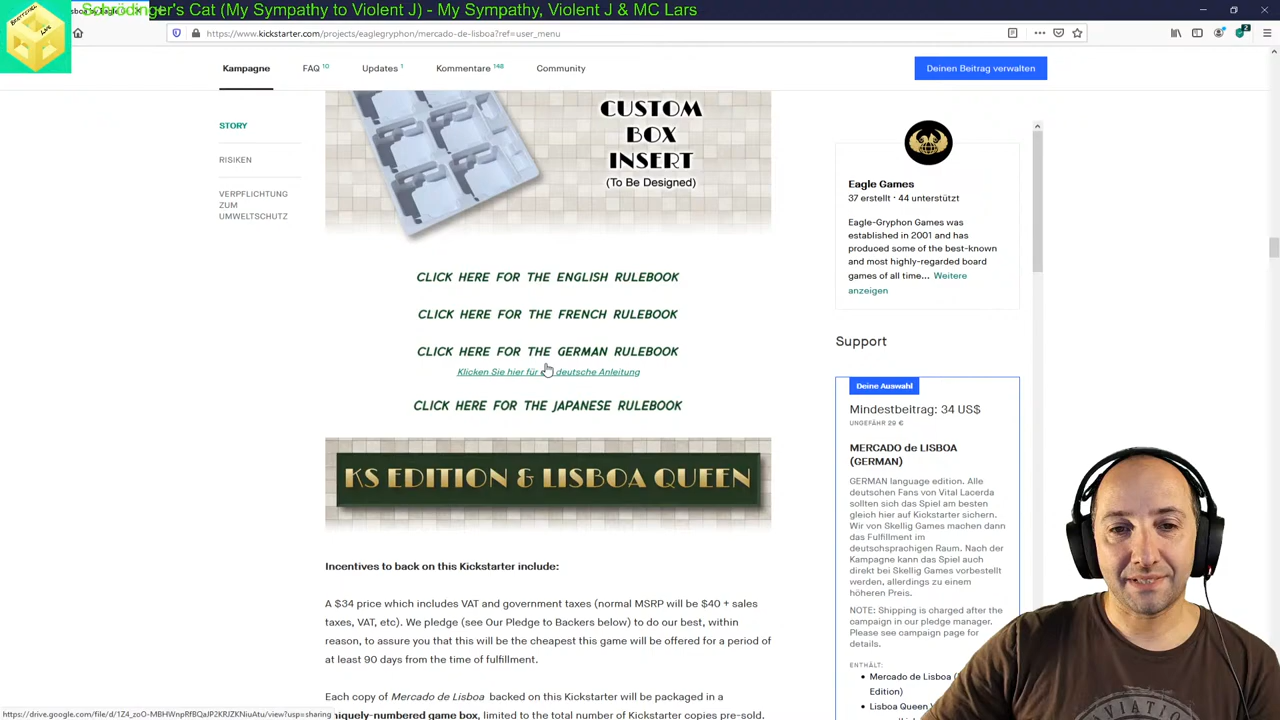 Schrödinger's Cat (My Sympathy to Violent J) - My Sympathy, Violent J & MC Lars
https://www.kickstarter.com/projects/eaglegryphon/mercado-de-lisboa?ref=user_menu
Kampagne
FAQ 10
Updates 1
Kommentare 148
Community
Deinen Beitrag verwalten
STORY
RISIKEN
VERPFLICHTUNG
ZUM
UMWELTSCHUTZ
CUSTOM
BOX
INSERT
(To Be Designed)
CLICK HERE FOR THE ENGLISH RULEBOOK
CLICK HERE FOR THE FRENCH RULEBOOK
CLICK HERE FOR THE GERMAN RULEBOOK
Klicken Sie hier für deutsche Anleitung
CLICK HERE FOR THE JAPANESE RULEBOOK
KS EDITION & LISBOA QUEEN
Incentives to back on this Kickstarter include:
A $34 price which includes VAT and government taxes (normal MSRP will be $40 + sales
taxes, VAT, etc). We pledge (see Our Pledge to Backers below) to do our best, within
reason, to assure you that this will be the cheapest this game will be offered for a period of
at least 90 days from the time of fulfillment.
Each copy of Mercado de Lisboa backed on this Kickstarter will be packaged in a
uniquely-numbered game box, limited to the total number of Kickstarter copies pre-sold.
Eagle Games
37 erstellt · 44 unterstützt
Eagle-Gryphon Games was
established in 2001 and has
produced some of the best-known
and most highly-regarded board
games of all time... Weitere
anzeigen
Support
Deine Auswahl
Mindestbeitrag: 34 US$
UNGEFÄHR 29 €
MERCADO de LISBOA
(GERMAN)
GERMAN language edition. Alle
deutschen Fans von Vital Lacerda
sollten sich das Spiel am besten
gleich hier auf Kickstarter sichern.
Wir von Skellig Games machen dann
das Fulfillment im
deutschsprachigen Raum. Nach der
Kampagne kann das Spiel auch
direkt bei Skellig Games vorbestellt
werden, allerdings zu einem
höheren Preis.
NOTE: Shipping is charged after the
campaign in our pledge manager.
Please see campaign page for
details.
ENTHÄLT:
Mercado de Lisboa
Edition)
Lisboa Queen
https://drive.google.com/file/d/1Z4_zoO-MBHWnpRfBQaJP2KRJZKNiuAtu/view?usp=sharing